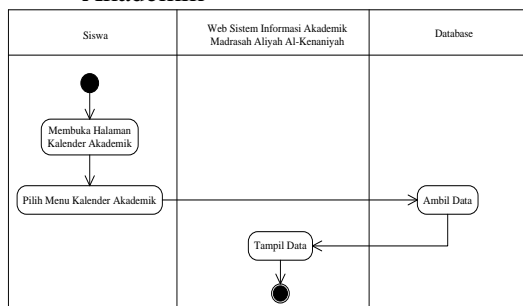 Siswa
Web Sistem Informasi Akademik
Madrasah Aliyah Al-Kenaniyah
Database
Membuka Halaman
Kalender Akademik
Pilih Menu Kalender Akademik
Ambil Data
Tampil Data